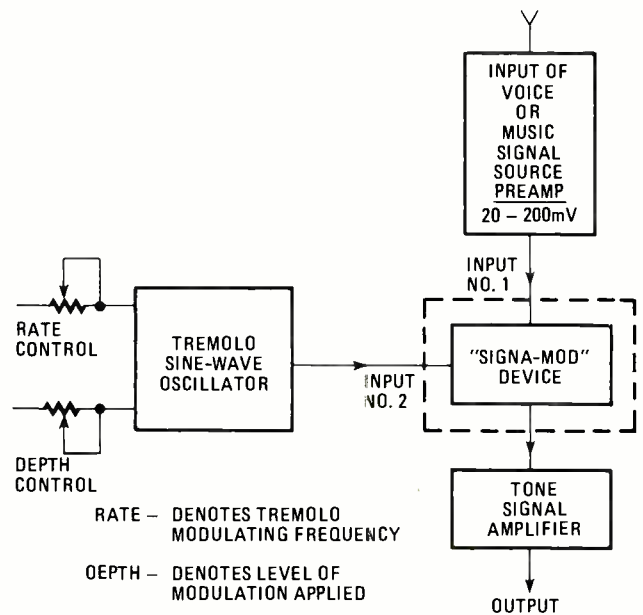 INPUT OF
VOICE
OR
MUSIC
SIGNAL
SOURCE
PREAMP
20 – 200mV
INPUT
NO. 1
RATE
CONTROL
TREMOLO
SINE-WAVE
OSCILLATOR
INPUT
NO. 2
"SIGNA-MOD"
DEVICE
DEPTH
CONTROL
TONE
SIGNAL
AMPLIFIER
RATE – DENOTES TREMOLO
MODULATING FREQUENCY
DEPTH – DENOTES LEVEL OF
MODULATION APPLIED
OUTPUT